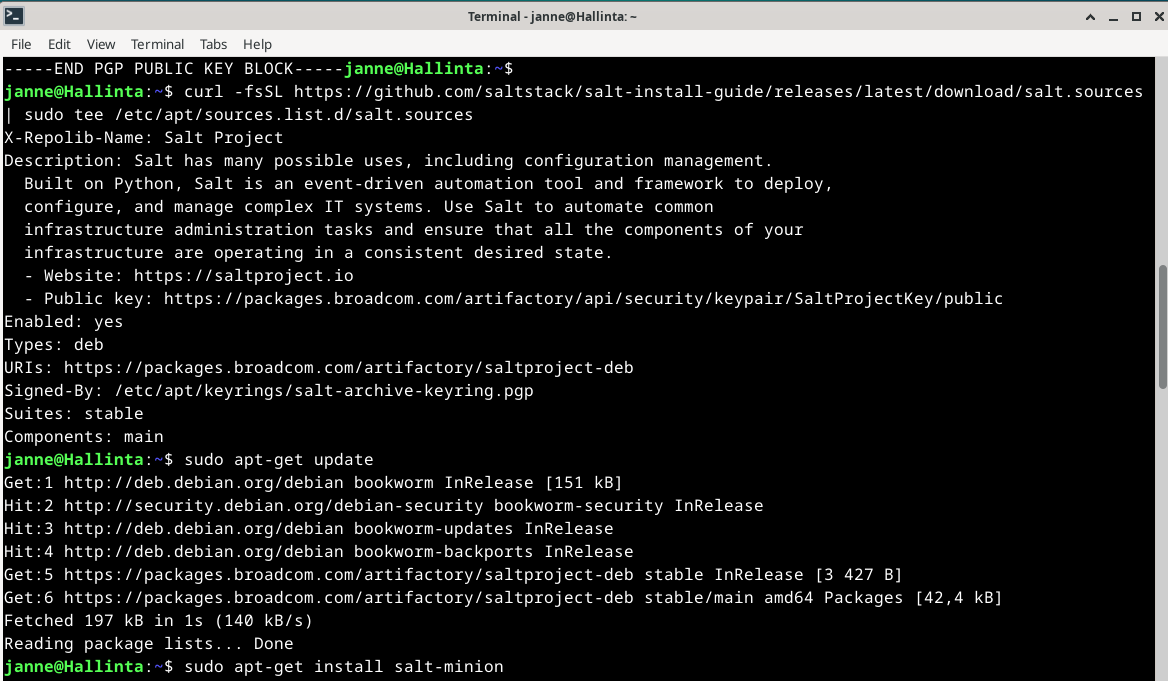 Terminal - janne@Hallinta: ~
File Edit View Terminal Tabs Help
-----END PGP PUBLIC KEY BLOCK-----janne@Hallinta:~$
janne@Hallinta:~$ curl -fsSL https://github.com/saltstack/salt-install-guide/releases/latest/download/salt.sources
| sudo tee /etc/apt/sources.list.d/salt.sources
X-Repolib-Name: Salt Project
Description: Salt has many possible uses, including configuration management.
  Built on Python, Salt is an event-driven automation tool and framework to deploy,
  configure, and manage complex IT systems. Use Salt to automate common
  infrastructure administration tasks and ensure that all the components of your
  infrastructure are operating in a consistent desired state.
  - Website: https://saltproject.io
  - Public key: https://packages.broadcom.com/artifactory/api/security/keypair/SaltProjectKey/public
Enabled: yes
Types: deb
URIs: https://packages.broadcom.com/artifactory/saltproject-deb
Signed-By: /etc/apt/keyrings/salt-archive-keyring.pgp
Suites: stable
Components: main
janne@Hallinta:~$ sudo apt-get update
Get:1 http://deb.debian.org/debian bookworm InRelease [151 kB]
Hit:2 http://security.debian.org/debian-security bookworm-security InRelease
Hit:3 http://deb.debian.org/debian bookworm-updates InRelease
Hit:4 http://deb.debian.org/debian bookworm-backports InRelease
Get:5 https://packages.broadcom.com/artifactory/saltproject-deb stable InRelease [3 427 B]
Get:6 https://packages.broadcom.com/artifactory/saltproject-deb stable/main amd64 Packages [42,4 kB]
Fetched 197 kB in 1s (140 kB/s)
Reading package lists... Done
janne@Hallinta:~$ sudo apt-get install salt-minion